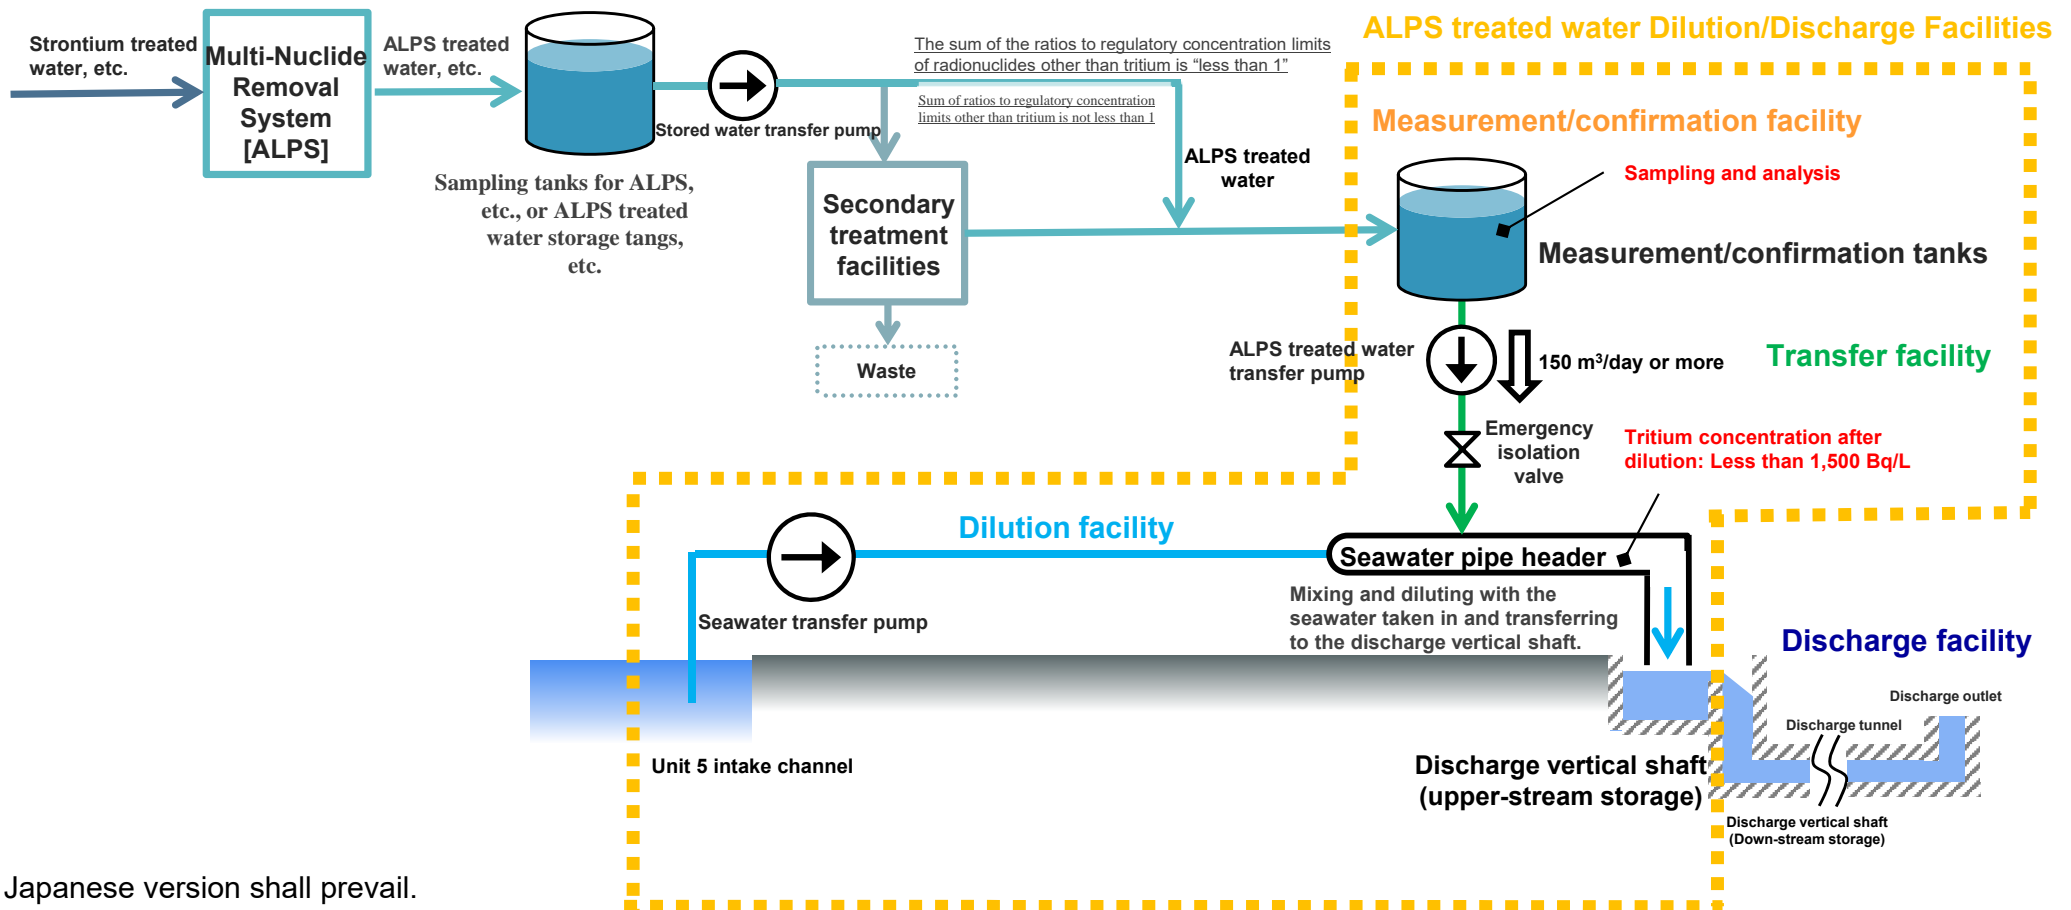 ALPS treated water Dilution/Discharge Facilities
Strontium treated
water, etc.
Multi-Nuclide
Removal
System
[ALPS]
ALPS treated
water, etc.
Stored water transfer pump
The sum of the ratios to regulatory concentration limits
of radionuclides other than tritium is “less than 1”
Sum of ratios to regulatory concentration
limits other than tritium is not less than 1
Sampling tanks for ALPS,
etc., or ALPS treated
water storage tangs,
etc.
Secondary
treatment
facilities
Waste
ALPS treated
water
Measurement/confirmation facility
Sampling and analysis
Measurement/confirmation tanks
ALPS treated water
transfer pump
150 m³/day or more
Transfer facility
Emergency
isolation
valve
Tritium concentration after
dilution: Less than 1,500 Bq/L
Dilution facility
Seawater transfer pump
Seawater pipe header
Mixing and diluting with the
seawater taken in and transferring
to the discharge vertical shaft.
Discharge facility
Discharge outlet
Discharge tunnel
Unit 5 intake channel
Discharge vertical shaft
(upper-stream storage)
Discharge vertical shaft
(Down-stream storage)
Japanese version shall prevail.